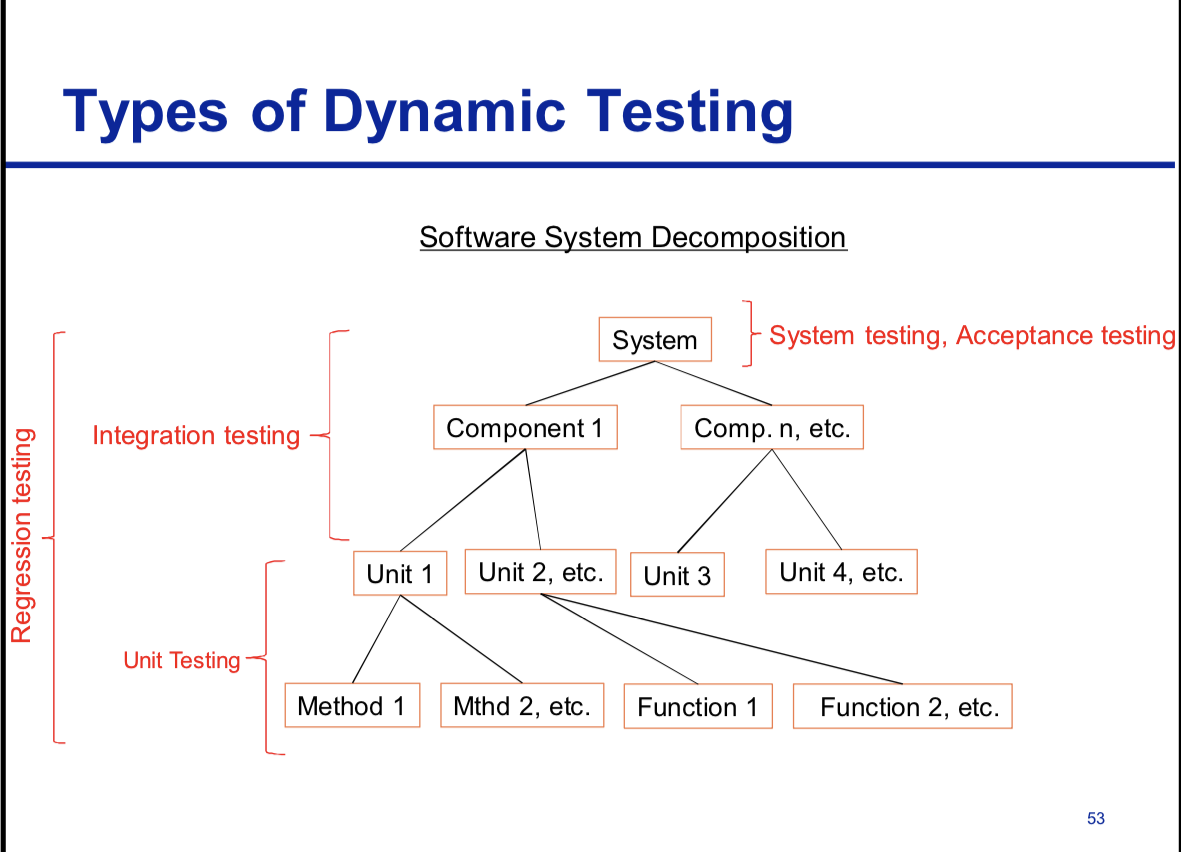 Types of Dynamic Testing
Software System Decomposition
System
System testing, Acceptance testing
Component 1
Comp. n, etc.
Integration testing
Regression testing
Unit 1
Unit 2, etc.
Unit 3
Unit 4, etc.
Unit Testing
Method 1
Mthd 2, etc.
Function 1
Function 2, etc.
53